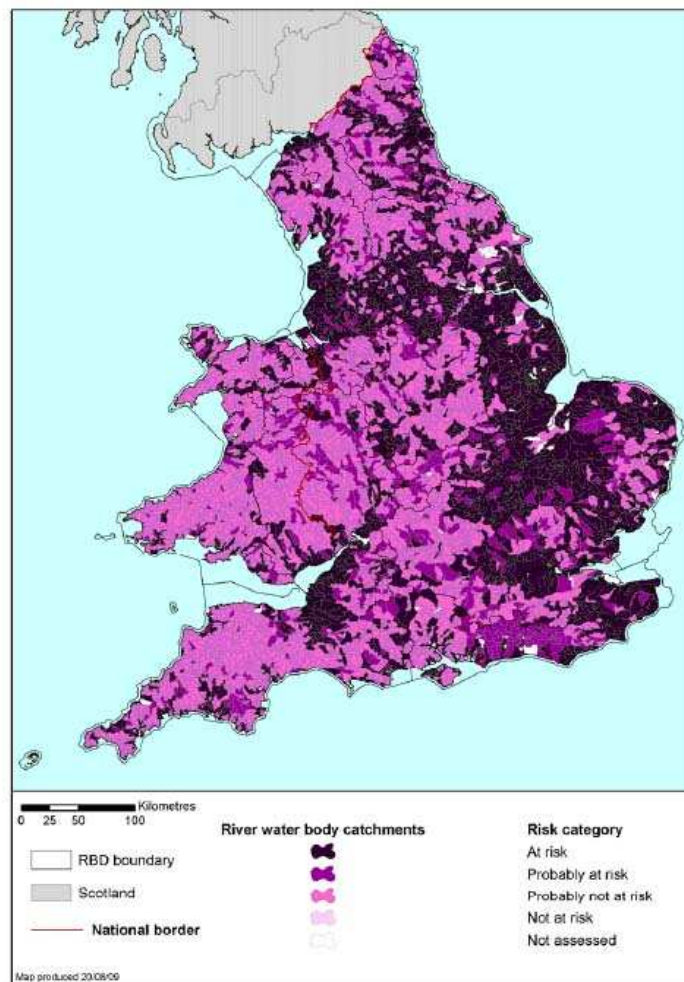 Kilometres
0 25 50 100
River water body catchments
Risk category
RBD boundary
Scotland
National border
At risk
Probably at risk
Probably not at risk
Not at risk
Not assessed
Map produced 20/08/09